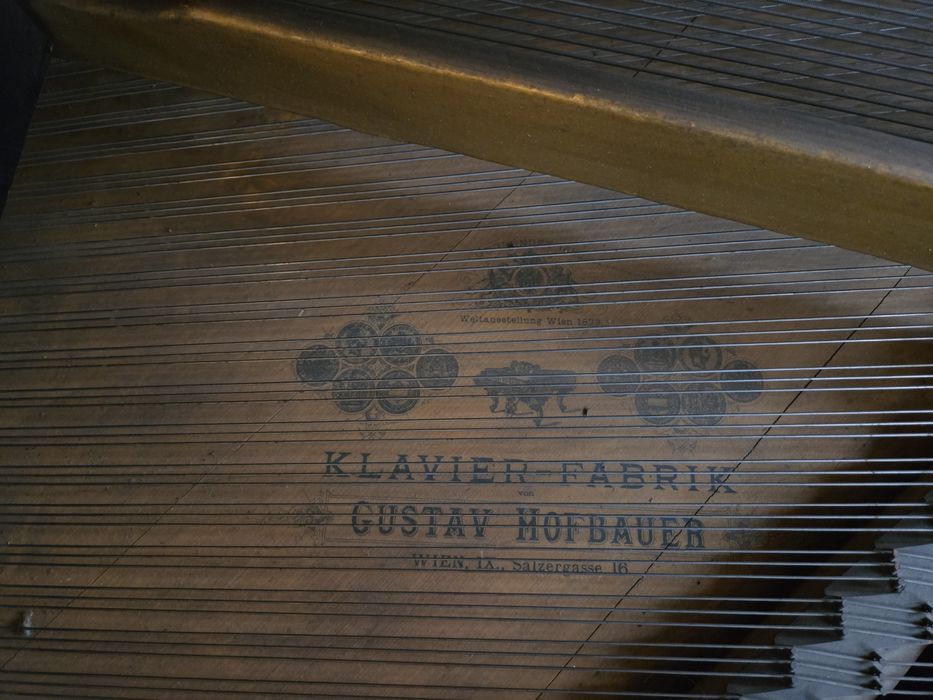 Weltausstellung Wien 1873.
KLAVIER-FABRIK
von
GUSTAV HOFBAUER
WIEN, IX., Salzergasse 16